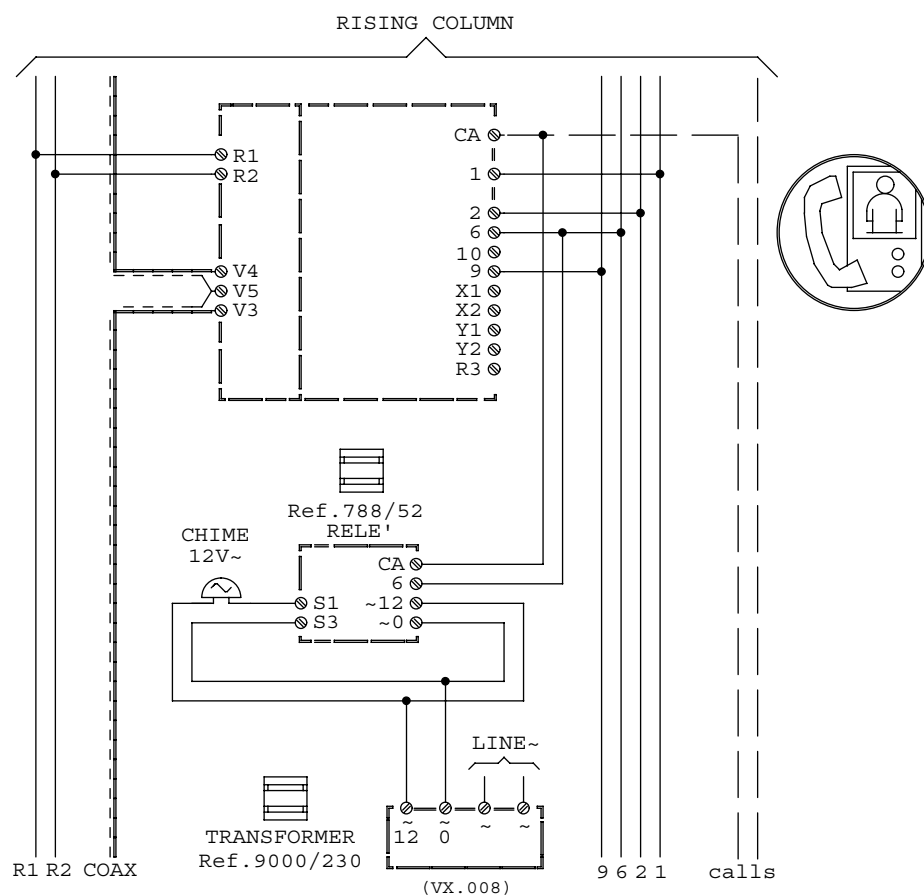 RISING COLUMN
CA
R1
1
R2
2
6
10
V4
9
V5
X1
V3
X2
Y1
Y2
R3
Ref.788/52
RELE'
CHIME
12V~
CA
6
S1
~12
S3
~0
LINE~
~ ~ ~ ~
12 0
TRANSFORMER
Ref.9000/230
(VX.008)
R1 R2 COAX
9 6 2 1
calls